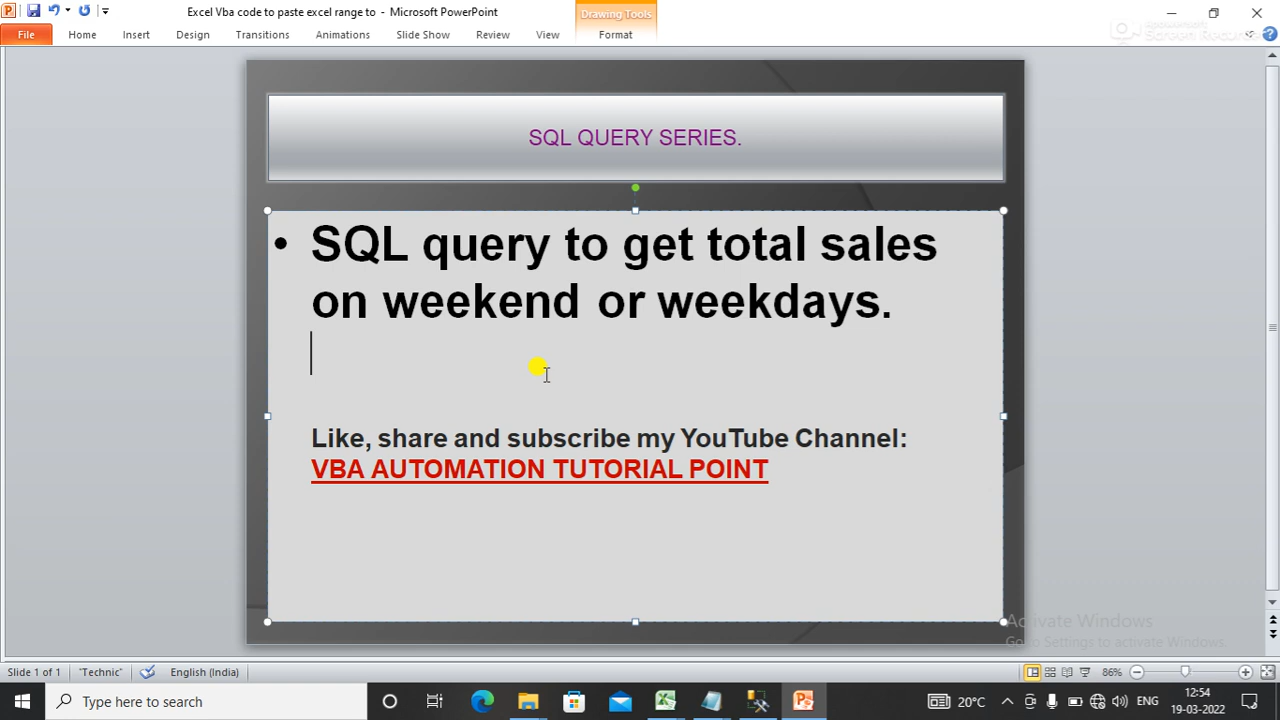 Excel Vba code to paste excel range to - Microsoft PowerPoint
Drawing Tools
File Home Insert Design Transitions Animations Slide Show Review View Format
Screen Recorder
SQL QUERY SERIES.
• SQL query to get total sales
on weekend or weekdays.
Like, share and subscribe my YouTube Channel:
VBA AUTOMATION TUTORIAL POINT
Activate Windows
Go to Settings to activate Windows.
Slide 1 of 1 "Technic" English (India) 86%
Type here to search 20°C ENG 12:54
19-03-2022